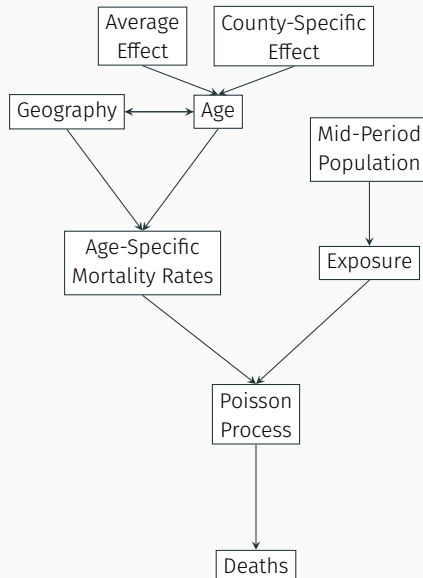 Average
Effect
County-Specific
Effect
Geography
Age
Mid-Period
Population
Age-Specific
Mortality Rates
Exposure
Poisson
Process
Deaths